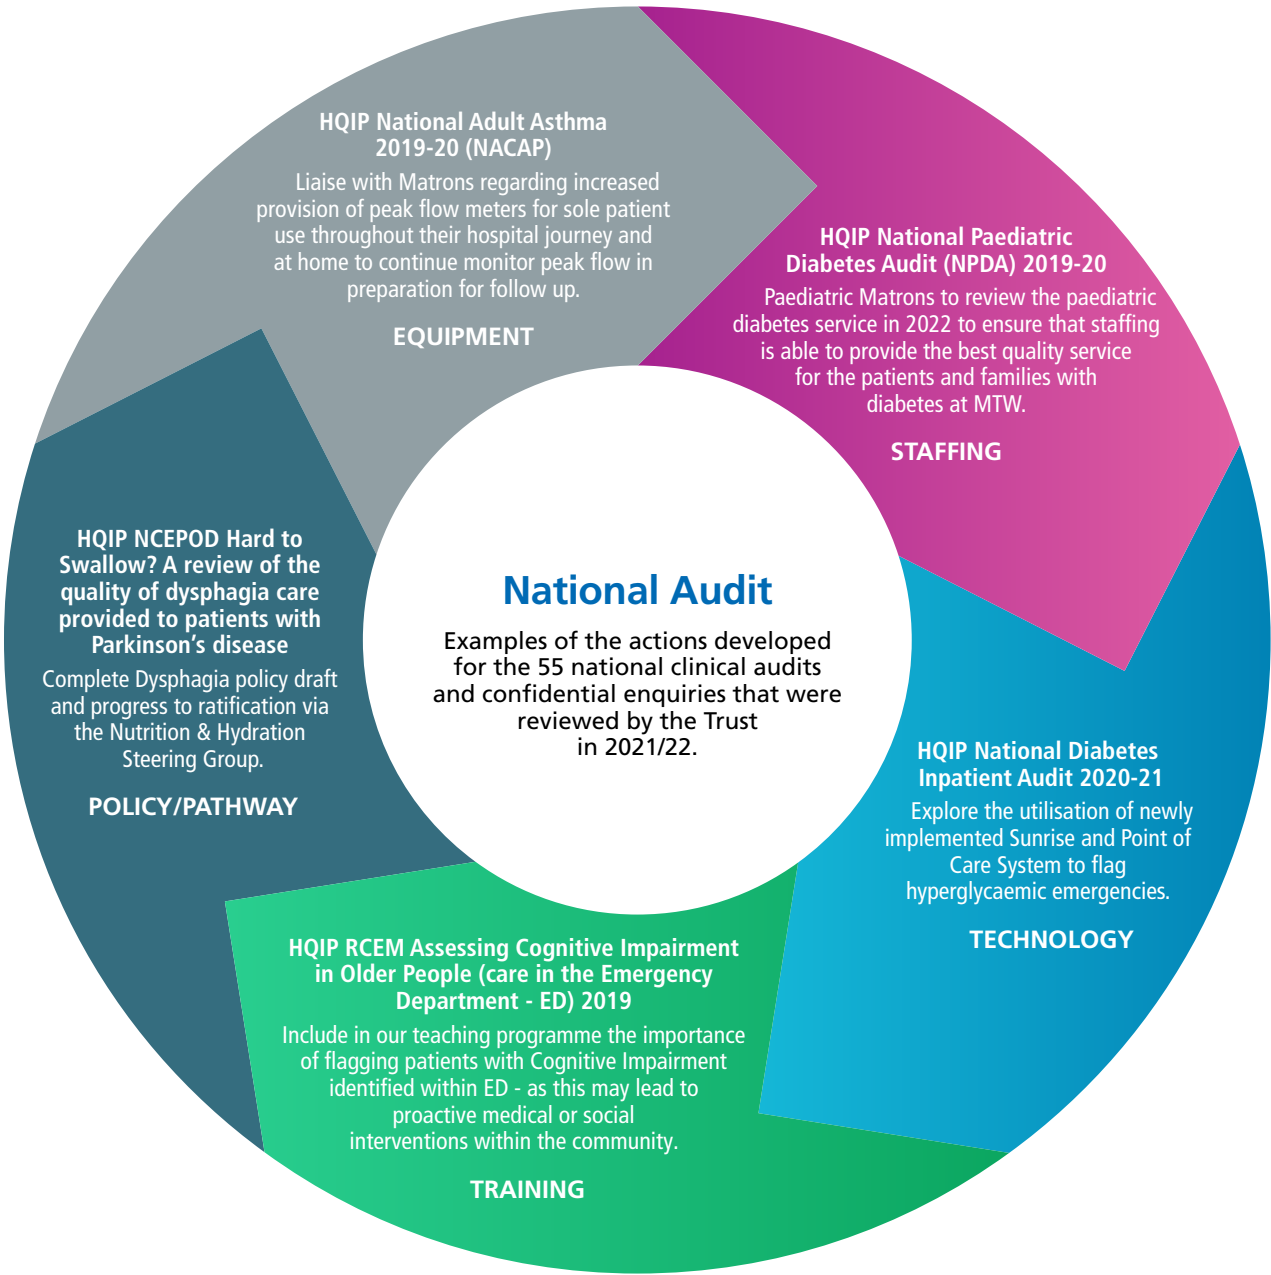 HQIP National Adult Asthma
2019-20 (NACAP)
Liaise with Matrons regarding increased
provision of peak flow meters for sole patient
use throughout their hospital journey and
at home to continue monitor peak flow in
preparation for follow up.
EQUIPMENT
HQIP National Paediatric
Diabetes Audit (NPDA) 2019-20
Paediatric Matrons to review the paediatric
diabetes service in 2022 to ensure that staffing
is able to provide the best quality service
for the patients and families with
diabetes at MTW.
STAFFING
HQIP National Diabetes
Inpatient Audit 2020-21
Explore the utilisation of newly
implemented Sunrise and Point of
Care System to flag
hyperglycaemic emergencies.
TECHNOLOGY
HQIP RCEM Assessing Cognitive Impairment
in Older People (care in the Emergency
Department - ED) 2019
Include in our teaching programme the importance
of flagging patients with Cognitive Impairment
identified within ED - as this may lead to
proactive medical or social
interventions within the community.
TRAINING
HQIP NCEPOD Hard to
Swallow? A review of the
quality of dysphagia care
provided to patients with
Parkinson's disease
Complete Dysphagia policy draft
and progress to ratification via
the Nutrition & Hydration
Steering Group.
POLICY/PATHWAY
National Audit
Examples of the actions developed
for the 55 national clinical audits
and confidential enquiries that were
reviewed by the Trust
in 2021/22.